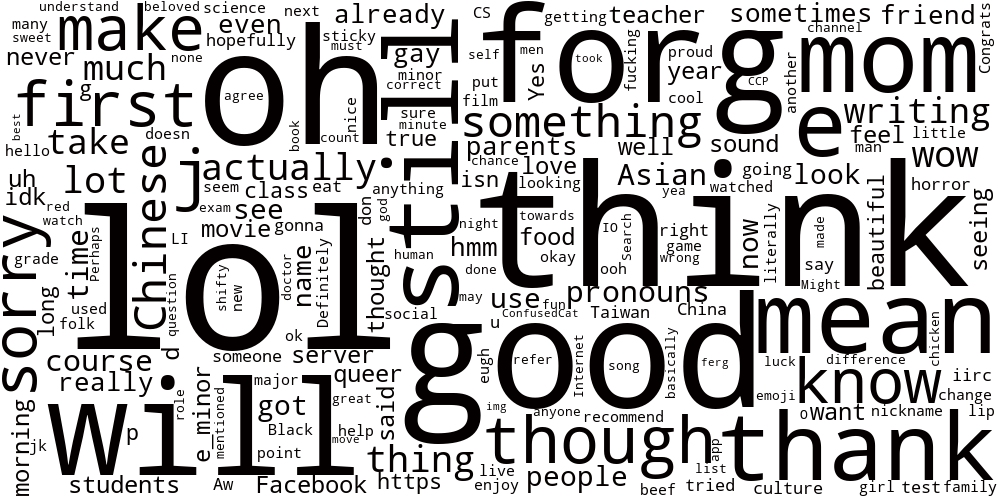 understand
beloved
science
next
already
CS
getting
teacher
sometimes
friend
many
sweet
make
even
hopefully
sticky
must
oh
still
forg
men
Yes
took
fucking
proud
year
cool
channel
mom
Congrats
never
much
none
gay
minor
correct
self
put
film
CCP
another
g
first
agree
nice
sure
minute
something
e
writing
best
take
doesn
book
count
true
parents
well
sound
feel
man
little
hello
j
actually
chance
love
Asian
going
look
wow
uh
idk
lot
Chinese
seem
class
eat
anything
isn
looking
think
yea
watched
horror
red
watch
exam
see
don
god
night
towards
IO
Search
right
now
literally
made
beautiful
seeing
sorry
time
Perhaps
lol
LI
movie
gonna
hmm
food
game
wrong
say
grade
shifty
new
doctor
name
Definitely
thought
human
done
okay
ooh
Might
long
used
folk
question
social
may
use
fun
pronouns
mean
u
ConfusedCat
Taiwan
China
chicken
ok
good
course
d
someone
server
eugh
refer
Internet
song
basically
ferg
luck
difference
really
role
major
queer
emoji
know
iirc
change
morning
will
e_minor
mentioned
got
great
said
img
anyone
recommend
O
want
nickname
lip
p
Black
help
move
though
app
thank
jk
point
thing
list
students
Aw
Facebook
https
live
enjoy
people
beef
tried
culture
girl
test
family